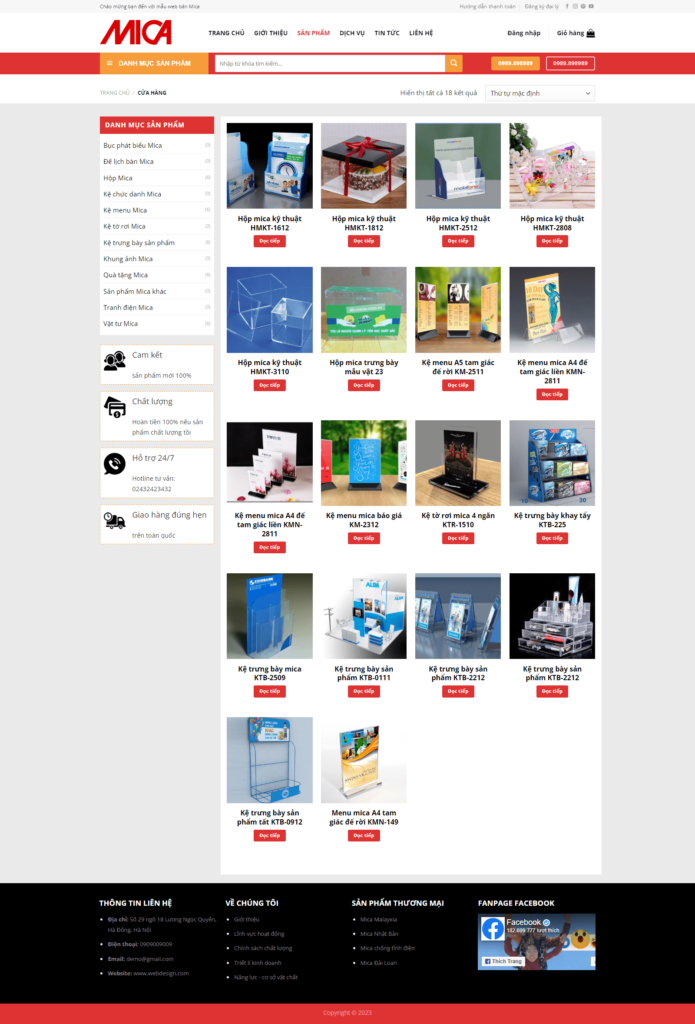 Chào mừng bạn đến với mẫu web bán Mica
Hướng dẫn thanh toán
Đăng ký đại lý
MICA
TRANG CHỦ
GIỚI THIỆU
SẢN PHẨM
DỊCH VỤ
TIN TỨC
LIÊN HỆ
Đăng nhập
Giỏ hàng
DANH MỤC SẢN PHẨM
Nhập từ khóa tìm kiếm...
0989.888889
0989.888989
TRANG CHỦ / CỬA HÀNG
Hiển thị tất cả 18 kết quả
Thứ tự mặc định
DANH MỤC SẢN PHẨM
Bục phát biểu Mica
Đế lịch bàn Mica
Hộp Mica
Kệ chức danh Mica
Kệ menu Mica
Kệ tờ rơi Mica
Kệ trưng bày sản phẩm
Khung ảnh Mica
Quà tặng Mica
Sản phẩm Mica khác
Tranh điện Mica
Vật tư Mica
Cam kết
sản phẩm mới 100%
Chất lượng
Hoàn tiền 100% nếu sản
phẩm chất lượng tồi
Hỗ trợ 24/7
Hotline tư vấn:
02432423432
Giao hàng đúng hẹn
trên toàn quốc
Hộp mica kỹ thuật
HMKT-1612
Đọc tiếp
Hộp mica kỹ thuật
HMKT-1812
Đọc tiếp
Hộp mica kỹ thuật
HMKT-2512
Đọc tiếp
Hộp mica kỹ thuật
HMKT-2808
Đọc tiếp
Hộp mica kỹ thuật
HMKT-3110
Đọc tiếp
Hộp mica trưng bày
mẫu vật 23
Đọc tiếp
Kệ menu A5 tam giác
đế rời KM-2511
Đọc tiếp
Kệ menu mica A4 đế
tam giác liền KMN-
2811
Đọc tiếp
Kệ menu mica A4 đế
tam giác liền KMN-
2811
Đọc tiếp
Kệ menu mica báo giá
KM-2312
Đọc tiếp
Kệ tờ rơi mica 4 ngăn
KTR-1510
Đọc tiếp
Kệ trưng bày khay tẩy
KTB-225
Đọc tiếp
Kệ trưng bày mica
KTB-2509
Đọc tiếp
Kệ trưng bày sản
phẩm KTB-0111
Đọc tiếp
Kệ trưng bày sản
phẩm KTB-2212
Đọc tiếp
Kệ trưng bày sản
phẩm KTB-2212
Đọc tiếp
Kệ trưng bày sản
phẩm tất KTB-0912
Đọc tiếp
Menu mica A4 tam
giác đế rời KMN-149
Đọc tiếp
THÔNG TIN LIÊN HỆ
Địa chỉ: Số 29 ngõ 18 Lương Ngọc Quyến,
Hà Đông, Hà Nội
Điện thoại: 0909009009
Email: demo@gmail.com
Website: www.webdesign.com
VỀ CHÚNG TÔI
Giới thiệu
Lĩnh vực hoạt động
Chính sách chất lượng
Triết lí kinh doanh
Năng lực - cơ sở vật chất
SẢN PHẨM THƯƠNG MẠI
Mica Malayxia
Mica Nhật Bản
Mica chống tĩnh điện
Mica Đài Loan
FANPAGE FACEBOOK
Facebook
182.698.777 lượt thích
Thích Trang
Copyright © 2025